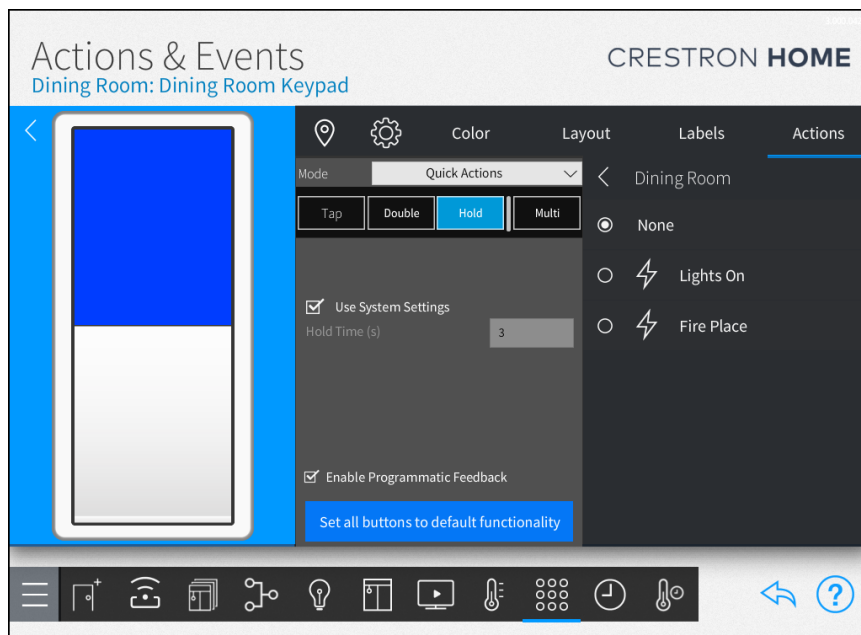 Actions & Events
CRESTRON HOME
Dining Room: Dining Room Keypad
Color
Layout
Labels
Actions
Mode
Quick Actions
Dining Room
Tap
Double
Hold
Multi
None
Lights On
Use System Settings
Hold Time (s)
3
Fire Place
Enable Programmatic Feedback
Set all buttons to default functionality
?